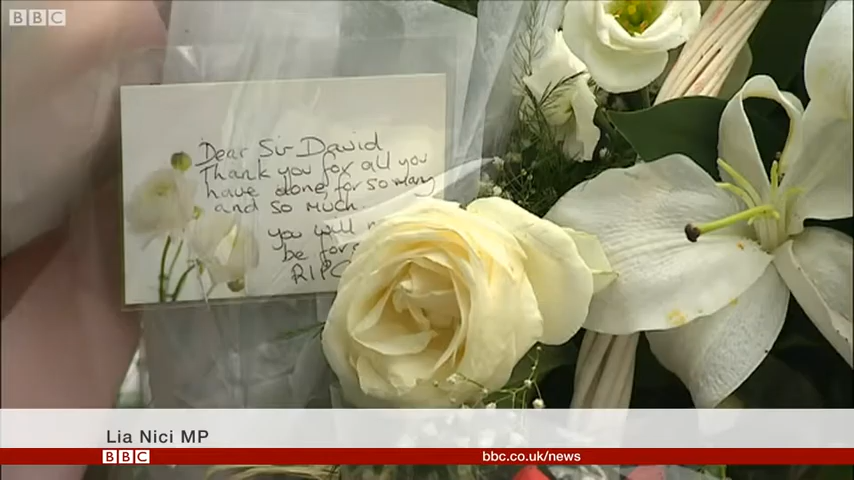 BBC
Dear Sir David
Thank you for all you
have done, for so many
and so much.
you will
be for
RIP
Lia Nici MP
BBC
bbc.co.uk/news